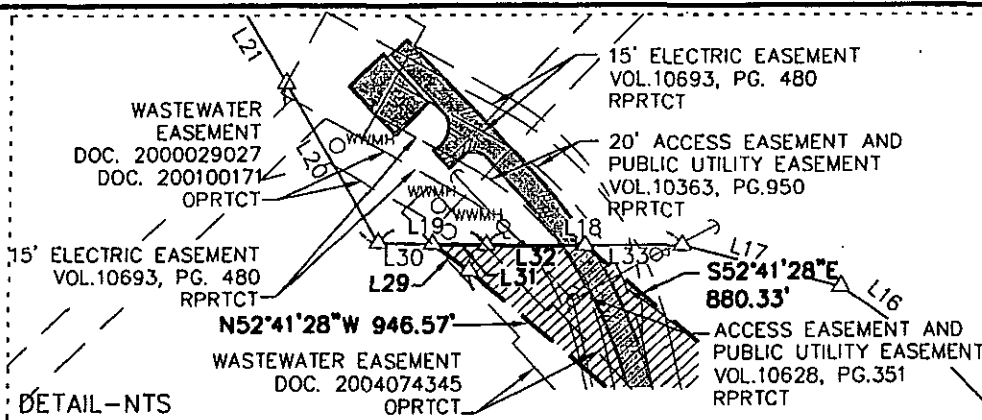 L21
15' ELECTRIC EASEMENT
VOL.10693, PG. 480
RPRTCT
WASTEWATER
EASEMENT
DOC. 2000029027
DOC. 200100171
OPRTCT
L20
WWMH
20' ACCESS EASEMENT AND
PUBLIC UTILITY EASEMENT
VOL.10363, PG.950
RPRTCT
WWMH
WWMH
L19
L18
15' ELECTRIC EASEMENT
VOL.10693, PG. 480
RPRTCT
L30
L29
L31
L32
L33
L17
L16
S52°41'28"E
880.33'
N52°41'28"W 946.57'
WASTEWATER EASEMENT
DOC. 2004074345
OPRTCT
ACCESS EASEMENT AND
PUBLIC UTILITY EASEMENT
VOL.10628, PG.351
RPRTCT
DETAIL-NTS